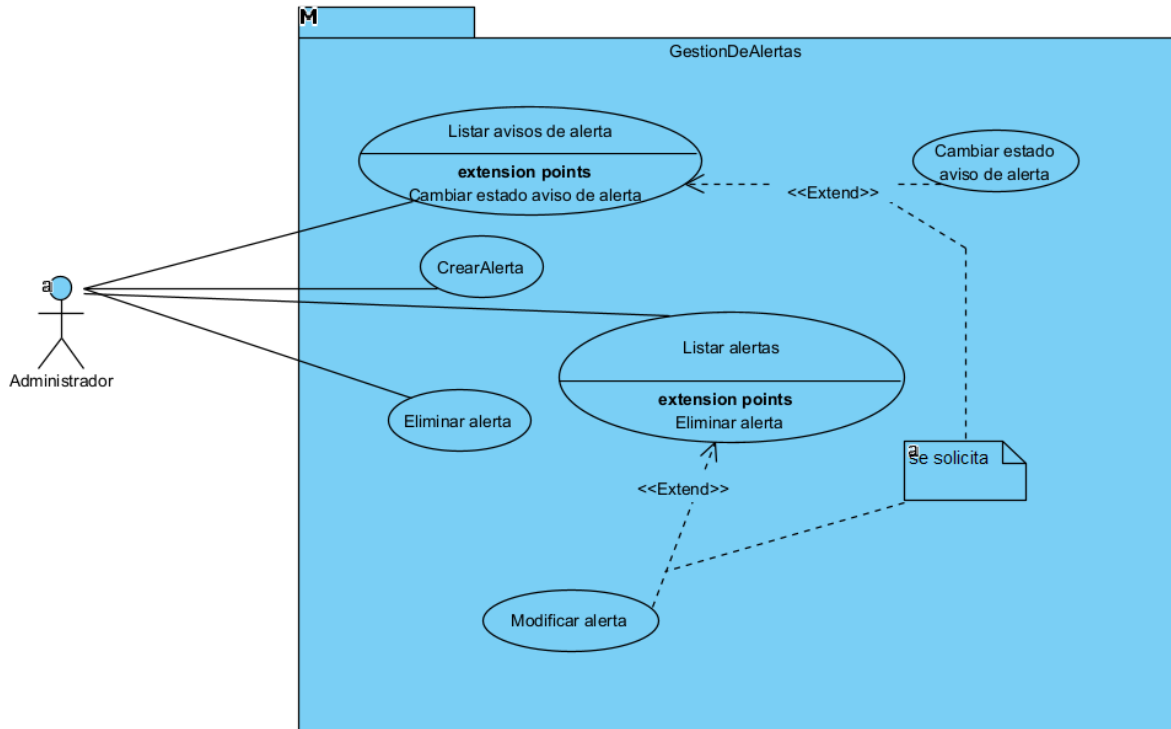 M
GestionDeAlertas
Listar avisos de alerta
extension points
Cambiar estado aviso de alerta
Cambiar estado
aviso de alerta
<<Extend>>
CrearAlerta
a
Administrador
Listar alertas
extension points
Eliminar alerta
Eliminar alerta
a
se solicita
<<Extend>>
Modificar alerta